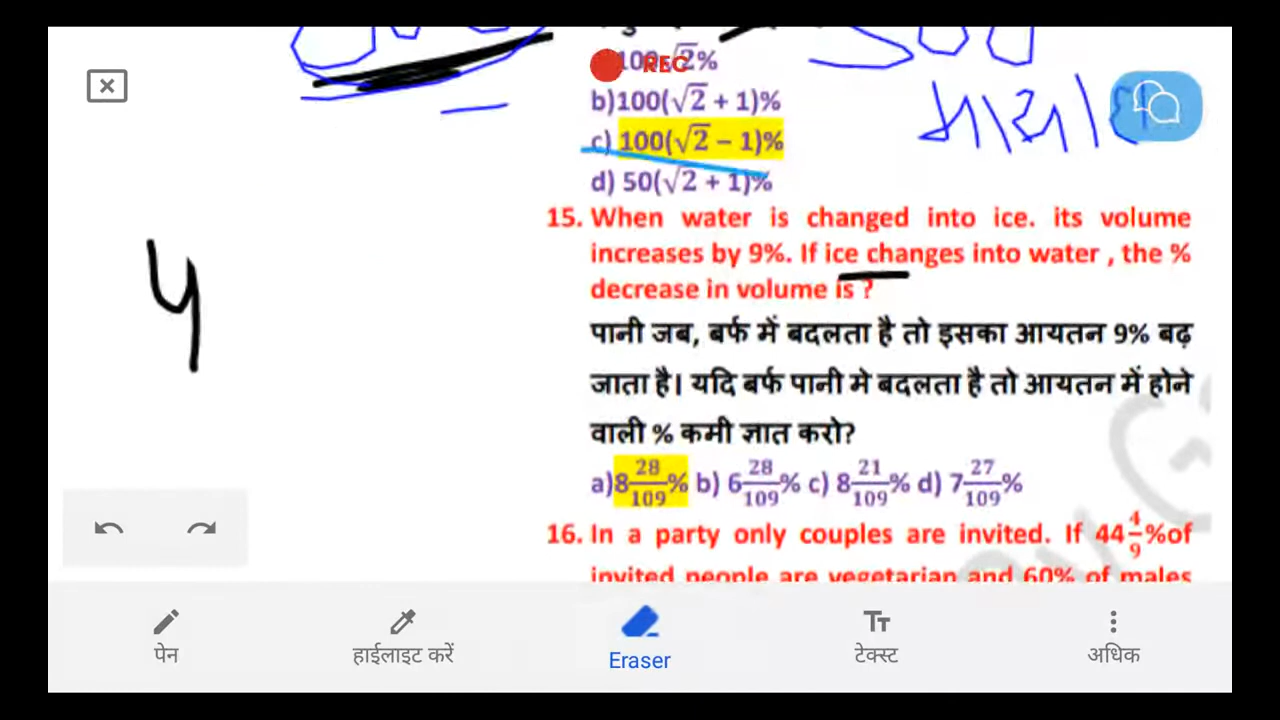 100√2%
REC
b)100(√2 + 1)%
c) 100(√2 − 1)%
d) 50(√2 + 1)%
15. When water is changed into ice. its volume
increases by 9%. If ice changes into water , the %
decrease in volume is ?
पानी जब, बर्फ में बदलता है तो इसका आयतन 9% बढ़
जाता है। यदि बर्फ पानी मे बदलता है तो आयतन में होने
वाली % कमी ज्ञात करो?
a)8 28/109% b) 6 28/109% c) 8 21/109% d) 7 27/109%
16. In a party only couples are invited. If 44 4/9%of
invited people are vegetarian and 60% of males
पेन
हाईलाइट करें
Eraser
Tт
टेक्स्ट
अधिक